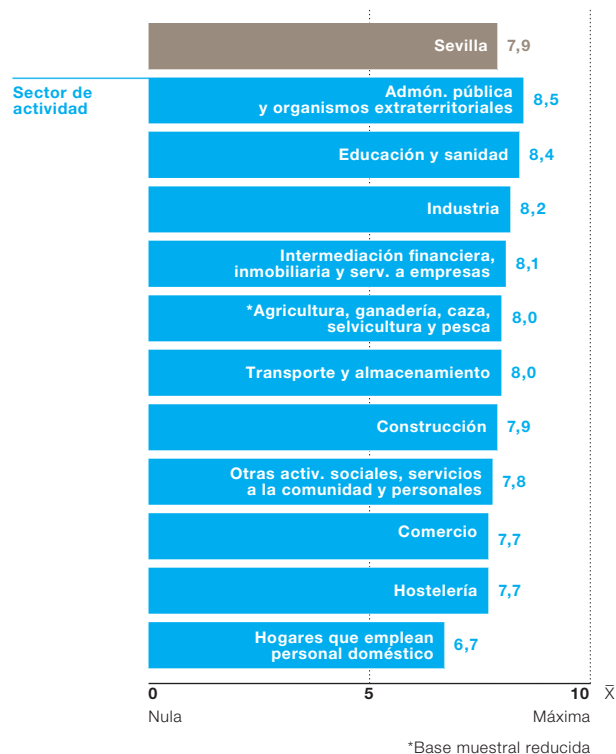 Sevilla 7,9
Sector de
actividad
Admón. pública
y organismos extraterritoriales 8,5
Educación y sanidad 8,4
Industria 8,2
Intermediación financiera,
inmobiliaria y serv. a empresas 8,1
*Agricultura, ganadería, caza,
selvicultura y pesca 8,0
Transporte y almacenamiento 8,0
Construcción 7,9
Otras activ. sociales, servicios
a la comunidad y personales 7,8
Comercio 7,7
Hostelería 7,7
Hogares que emplean
personal doméstico 6,7
0 5 10 X̅
Nula Máxima
*Base muestral reducida